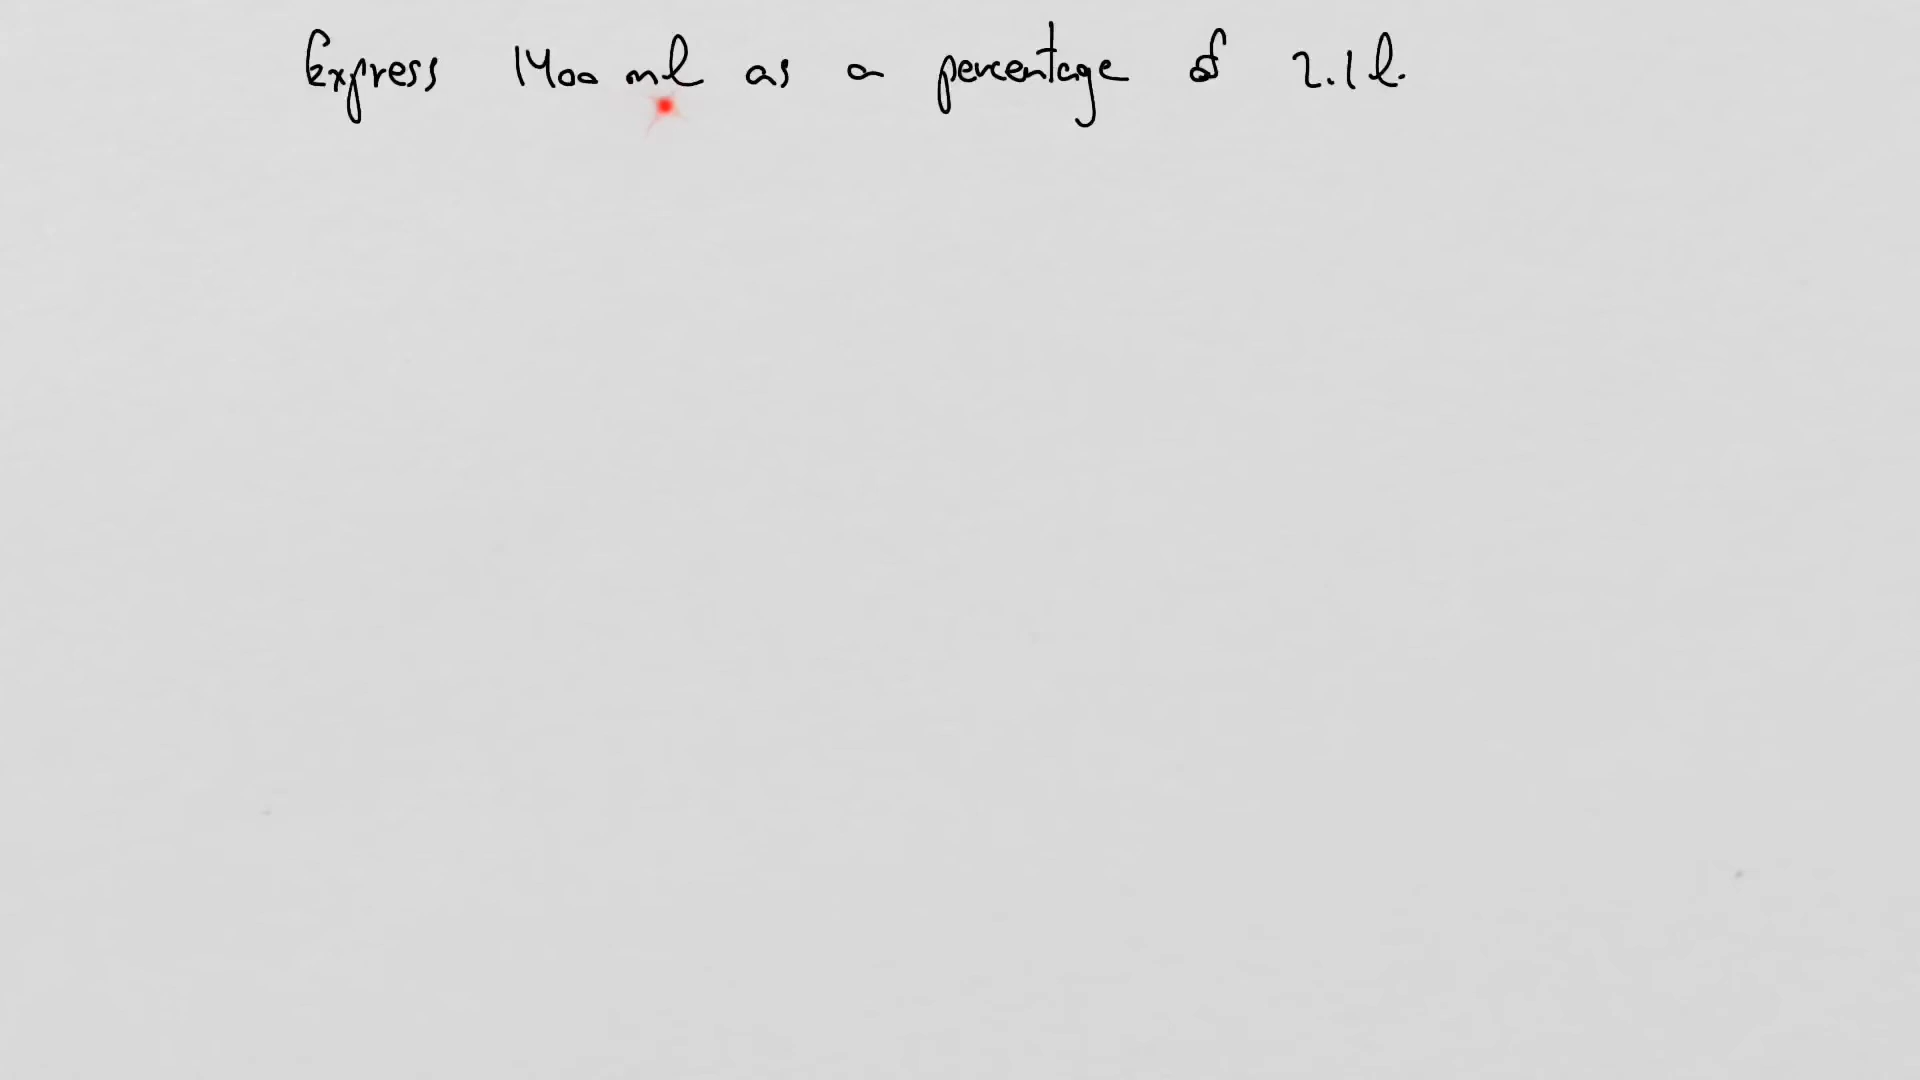 Express 1400 ml as a percentage of 2.1 l.